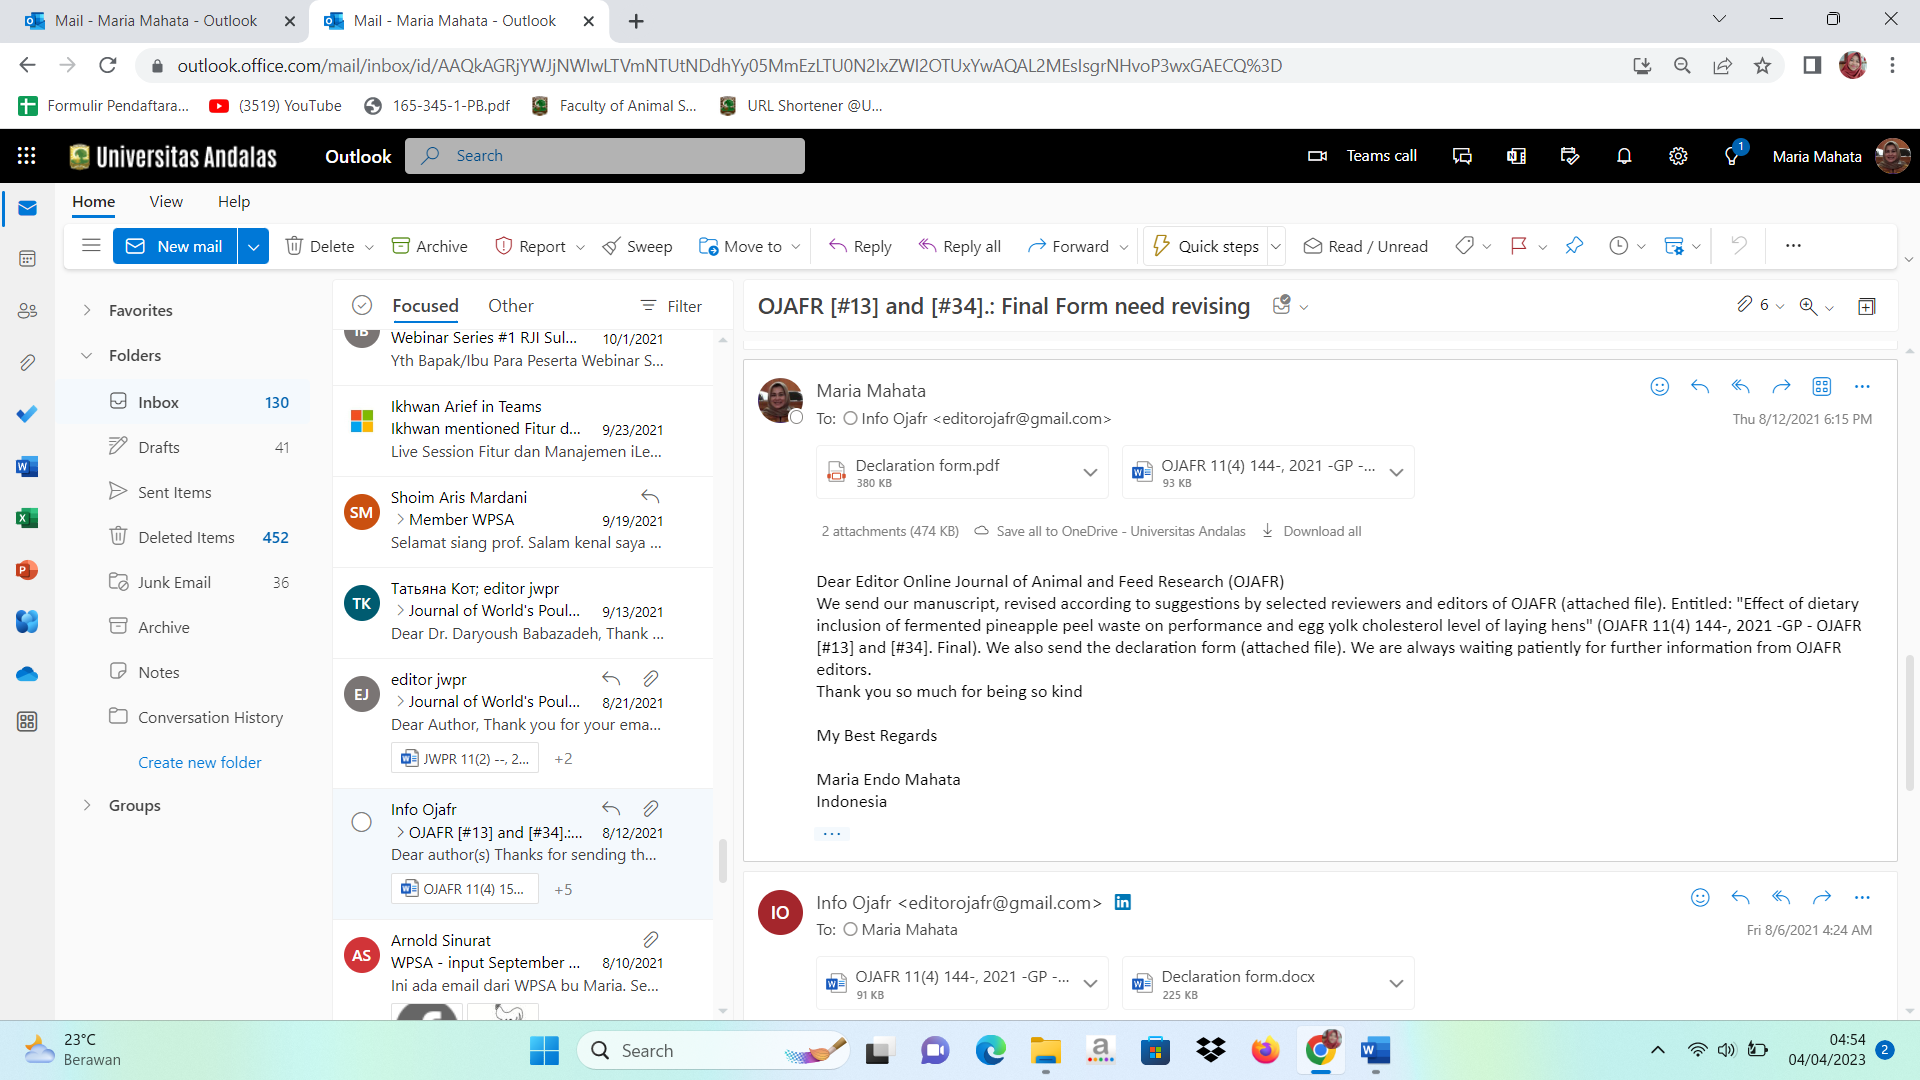 Mail - Maria Mahata - Outlook
Mail - Maria Mahata - Outlook
outlook.office.com/mail/inbox/id/AAQkAGRjYWJjNWIwLTVmNTUtNDdhYy05MmEzLTU0N2IxZWI2OTUxYwAQAL2MEsIsgrNHvoP3wxGAECQ%3D
Formulir Pendaftara...
(3519) YouTube
165-345-1-PB.pdf
Faculty of Animal S...
URL Shortener @U...
Universitas Andalas
Outlook
Search
Teams call
1
Maria Mahata
Home
View
Help
New mail
Delete
Archive
Report
Sweep
Move to
Reply
Reply all
Forward
Quick steps
Read / Unread
Favorites
Folders
Inbox 130
Drafts 41
Sent Items
Deleted Items 452
Junk Email 36
Archive
Notes
Conversation History
Create new folder
Groups
Focused
Other
Filter
Webinar Series #1 RJI Sul... 10/1/2021
Yth Bapak/Ibu Para Peserta Webinar S...
Ikhwan Arief in Teams
Ikhwan mentioned Fitur d... 9/23/2021
Live Session Fitur dan Manajemen iLe...
SM
Shoim Aris Mardani
Member WPSA 9/19/2021
Selamat siang prof. Salam kenal saya ...
TK
Татьяна Кот; editor jwpr
Journal of World's Poul... 9/13/2021
Dear Dr. Daryoush Babazadeh, Thank ...
EJ
editor jwpr
Journal of World's Poul... 8/21/2021
Dear Author, Thank you for your ema...
JWPR 11(2) --, 2... +2
Info Ojafr
OJAFR [#13] and [#34].:... 8/12/2021
Dear author(s) Thanks for sending th...
OJAFR 11(4) 15... +5
AS
Arnold Sinurat
WPSA - input September ... 8/10/2021
Ini ada email dari WPSA bu Maria. Se...
OJAFR [#13] and [#34].: Final Form need revising
6
Maria Mahata
To: Info Ojafr <editorojafr@gmail.com>
Thu 8/12/2021 6:15 PM
Declaration form.pdf
380 KB
OJAFR 11(4) 144-, 2021 -GP -...
93 KB
2 attachments (474 KB) Save all to OneDrive - Universitas Andalas Download all
Dear Editor Online Journal of Animal and Feed Research (OJAFR)
We send our manuscript, revised according to suggestions by selected reviewers and editors of OJAFR (attached file). Entitled: "Effect of dietary
inclusion of fermented pineapple peel waste on performance and egg yolk cholesterol level of laying hens" (OJAFR 11(4) 144-, 2021 -GP - OJAFR
[#13] and [#34]. Final). We also send the declaration form (attached file). We are always waiting patiently for further information from OJAFR
editors.
Thank you so much for being so kind
My Best Regards
Maria Endo Mahata
Indonesia
IO
Info Ojafr <editorojafr@gmail.com>
To: Maria Mahata
Fri 8/6/2021 4:24 AM
OJAFR 11(4) 144-, 2021 -GP -...
91 KB
Declaration form.docx
225 KB
23°C
Berawan
Search
04:54
04/04/2023
2